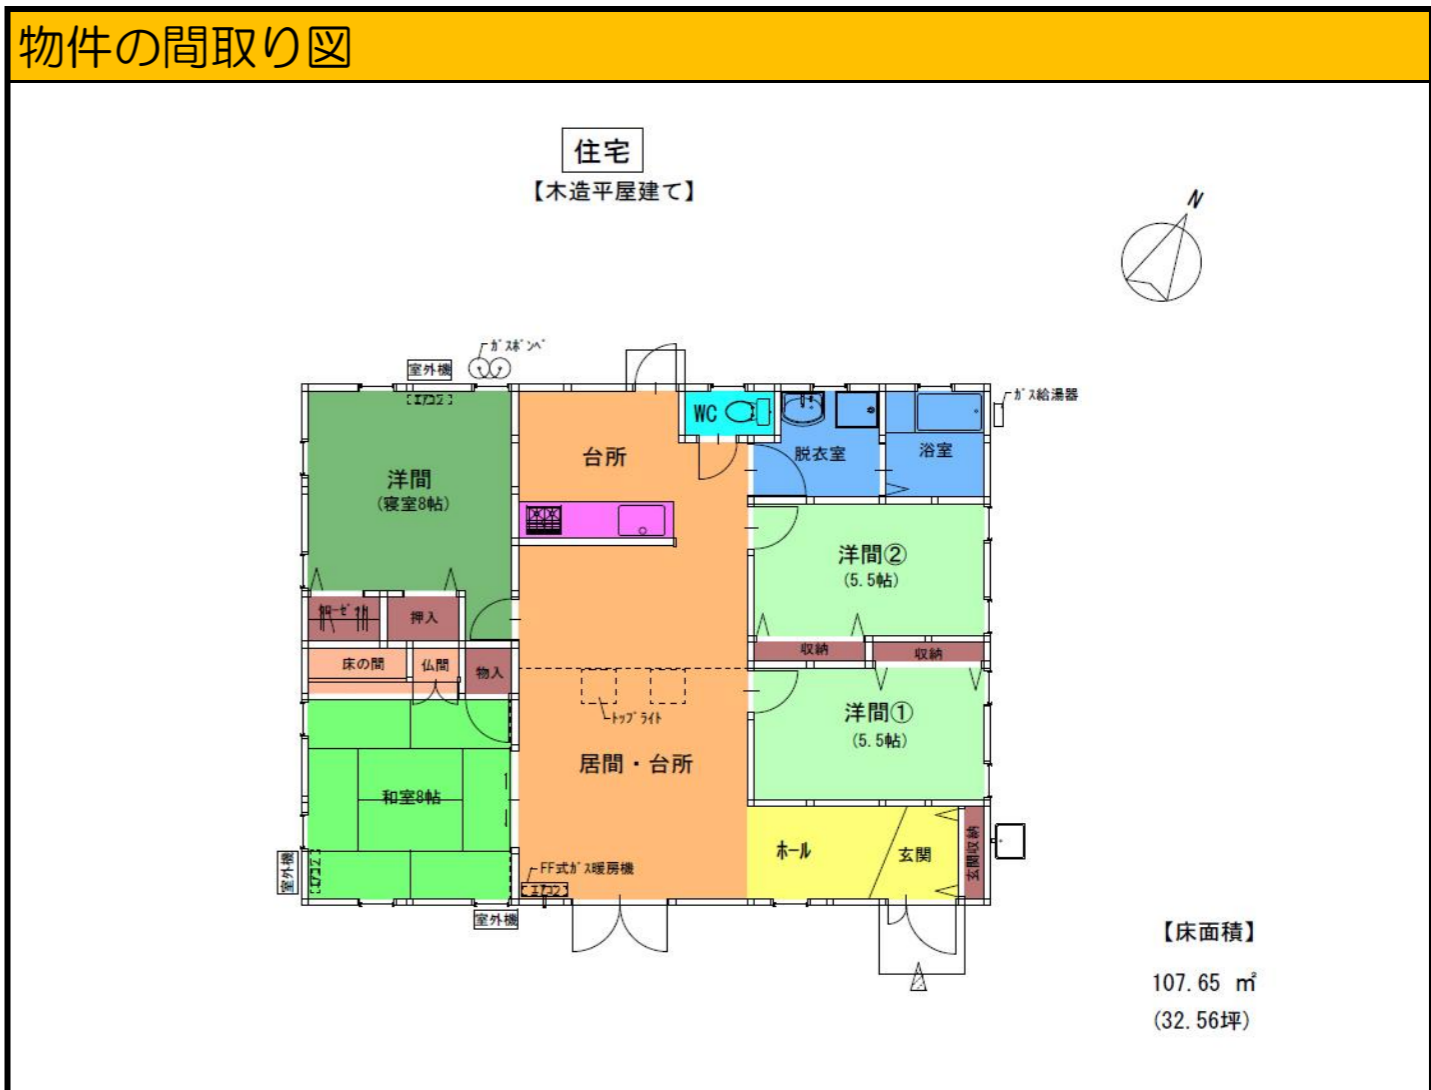 物件の間取り図
住宅
【木造平屋建て】
N
ガスボンベ
室外機
エアコン
ガス給湯器
WC
台所
脱衣室
浴室
洋間
(寝室8帖)
洋間②
(5.5帖)
クローゼット
押入
収納
収納
床の間
仏間
物入
トップライト
洋間①
(5.5帖)
居間・台所
和室8帖
ホール
玄関
玄関収納
FF式ガス暖房機
エアコン
室外機
エアコン
室外機
【床面積】
107.65 ㎡
(32.56坪)